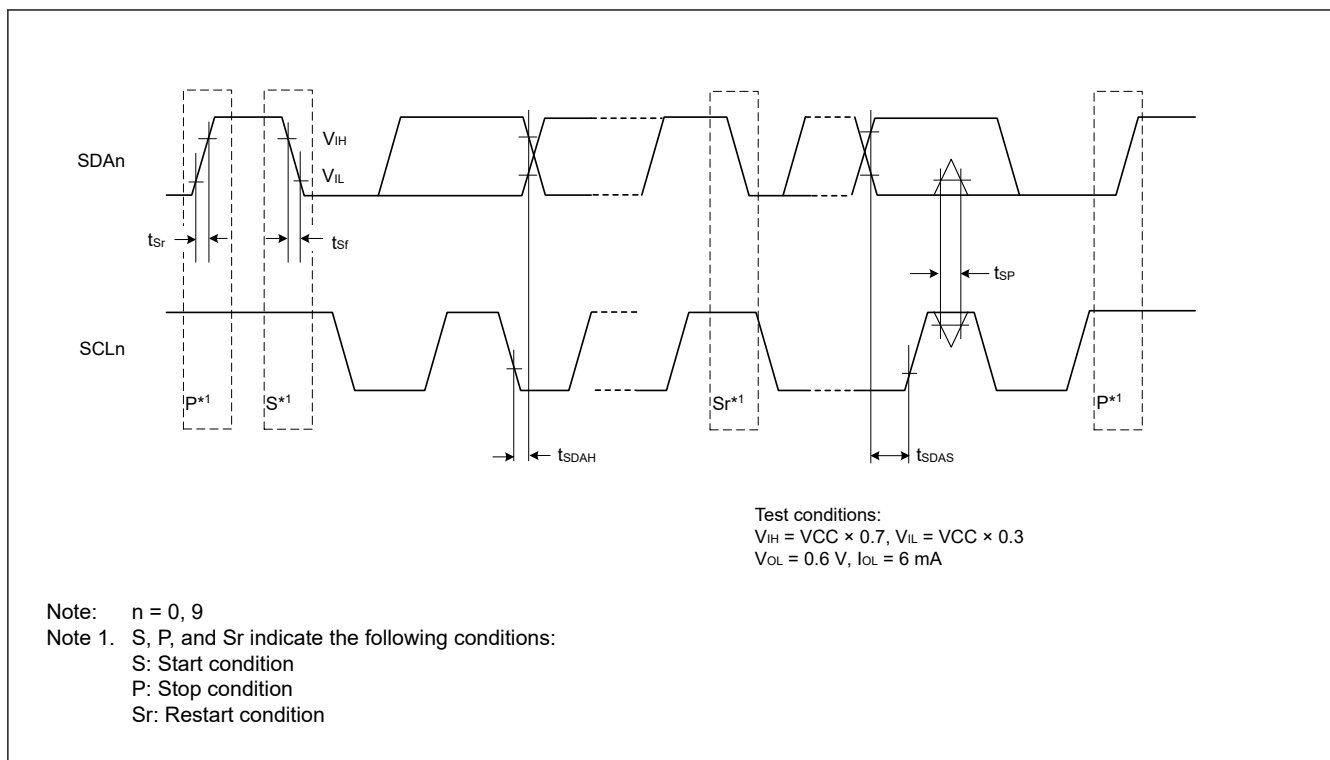 SDAn
VIH
VIL
tSr
tSf
tSP
SCLn
P*1
S*1
Sr*1
P*1
tSDAH
tSDAS
Test conditions:
VIH = VCC × 0.7, VIL = VCC × 0.3
VOL = 0.6 V, IOL = 6 mA
Note: n = 0, 9
Note 1. S, P, and Sr indicate the following conditions:
S: Start condition
P: Stop condition
Sr: Restart condition